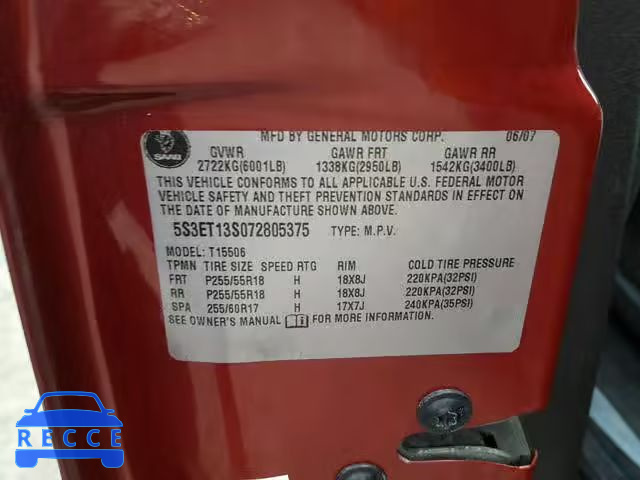 MFD BY GENERAL MOTORS CORP. 06/07
SAAB
GVWR GAWR FRT GAWR RR
2722KG(6001LB) 1338KG(2950LB) 1542KG(3400LB)
THIS VEHICLE CONFORMS TO ALL APPLICABLE U.S. FEDERAL MOTOR
VEHICLE SAFETY AND THEFT PREVENTION STANDARDS IN EFFECT ON
THE DATE OF MANUFACTURE SHOWN ABOVE.
5S3ET13S072805375 TYPE: M.P.V.
MODEL: T15506
TPMN TIRE SIZE SPEED RTG RIM COLD TIRE PRESSURE
FRT P255/55R18 H 18X8J 220KPA(32PSI)
RR P255/55R18 H 18X8J 220KPA(32PSI)
SPA 255/60R17 H 17X7J 240KPA(35PSI)
SEE OWNER'S MANUAL FOR MORE INFORMATION.
RECCE